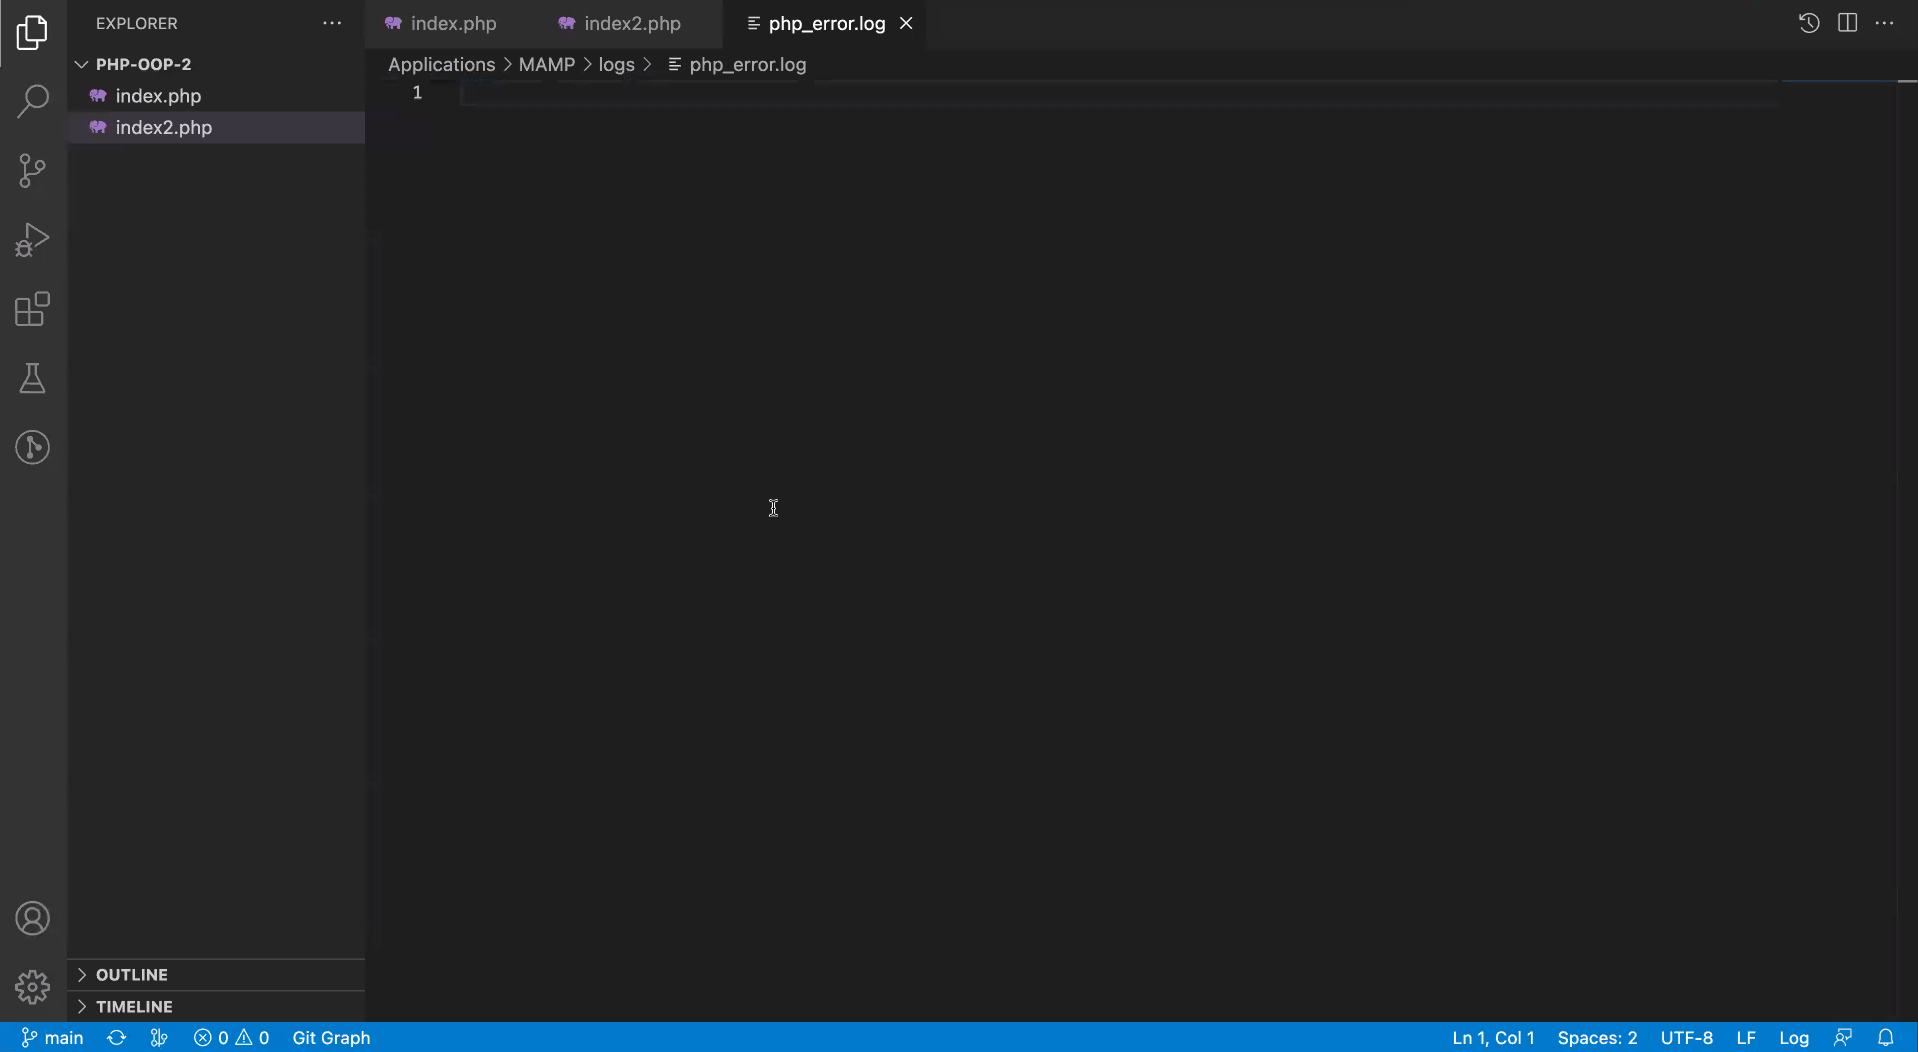 EXPLORER
index.php
index2.php
php_error.log
PHP-OOP-2
Applications
MAMP
logs
php_error.log
index.php
index2.php
1
OUTLINE
TIMELINE
main
0
0
Git Graph
Ln 1, Col 1
Spaces: 2
UTF-8
LF
Log